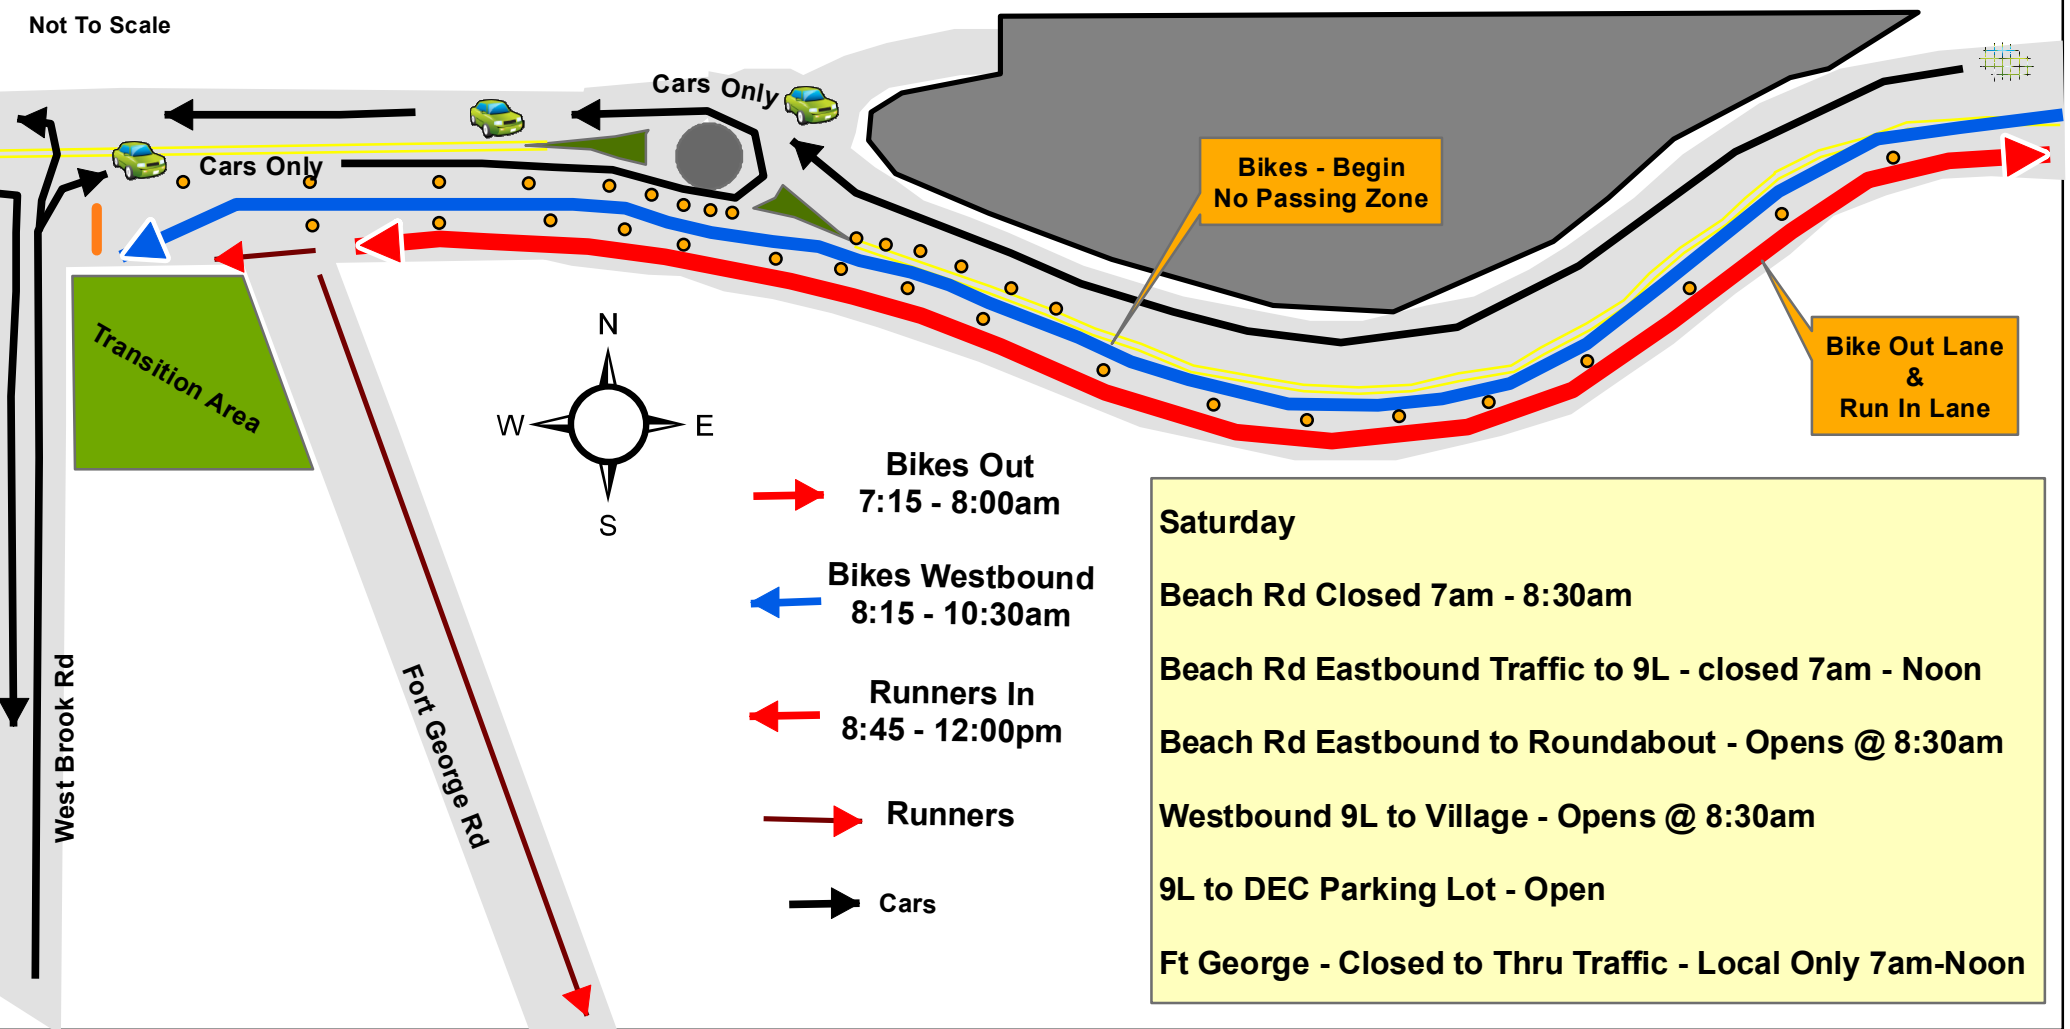 Not To Scale
Cars Only
Cars Only
Bikes - Begin
No Passing Zone
Bike Out Lane
&
Run In Lane
Transition Area
N
W
E
S
West Brook Rd
Fort George Rd
Bikes Out
7:15 - 8:00am
Bikes Westbound
8:15 - 10:30am
Runners In
8:45 - 12:00pm
Runners
Cars
Saturday
Beach Rd Closed 7am - 8:30am
Beach Rd Eastbound Traffic to 9L - closed 7am - Noon
Beach Rd Eastbound to Roundabout - Opens @ 8:30am
Westbound 9L to Village - Opens @ 8:30am
9L to DEC Parking Lot - Open
Ft George - Closed to Thru Traffic - Local Only 7am-Noon